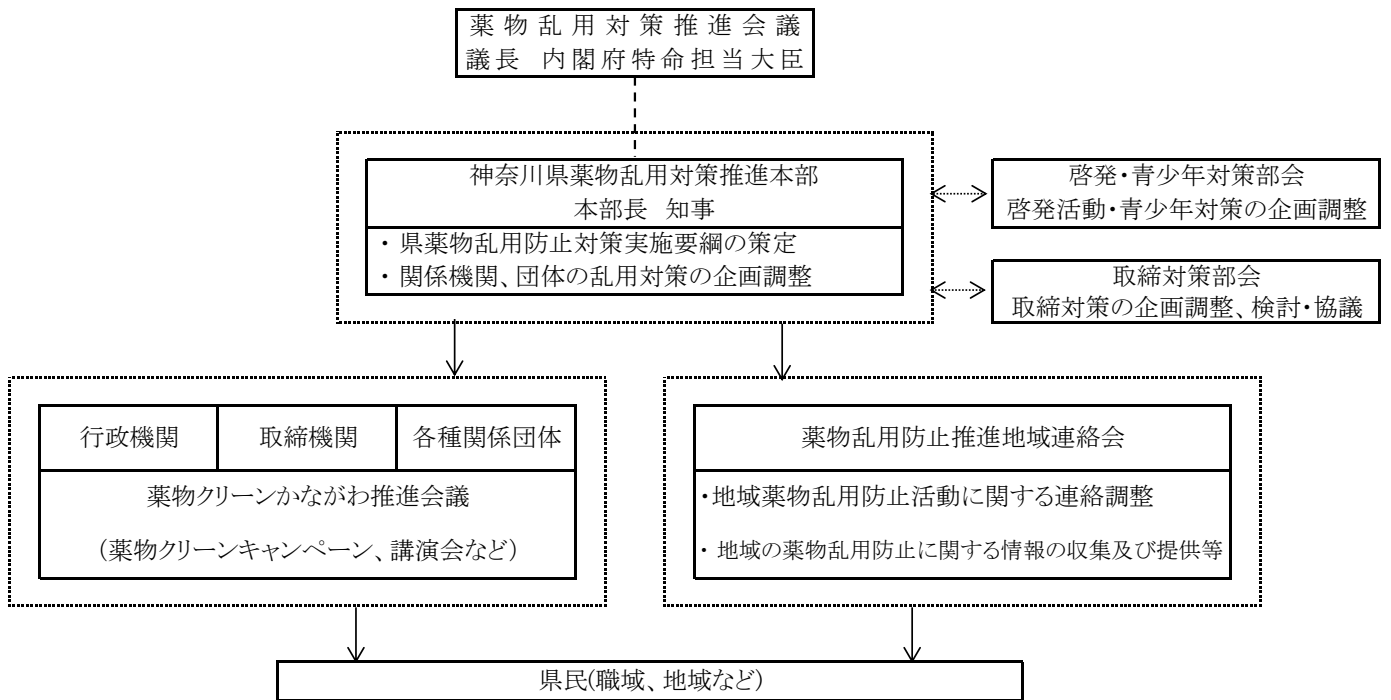 薬物乱用対策推進会議
議長 内閣府特命担当大臣
神奈川県薬物乱用対策推進本部
本部長 知事
・ 県薬物乱用防止対策実施要綱の策定
・ 関係機関、団体の乱用対策の企画調整
啓発・青少年対策部会
啓発活動・青少年対策の企画調整
取締対策部会
取締対策の企画調整、検討・協議
行政機関
取締機関
各種関係団体
薬物クリーンかながわ推進会議
(薬物クリーンキャンペーン、講演会など)
薬物乱用防止推進地域連絡会
・地域薬物乱用防止活動に関する連絡調整
・ 地域の薬物乱用防止に関する情報の収集及び提供等
県民(職域、地域など)